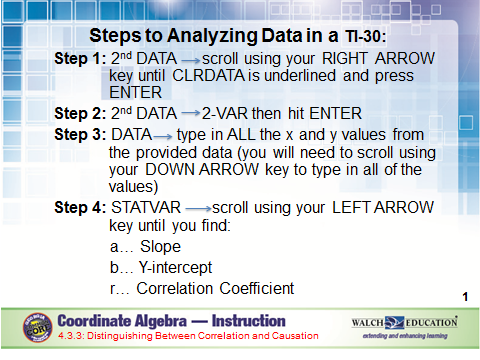 Steps to Analyzing Data in a TI-30:
Step 1: 2nd DATA → scroll using your RIGHT ARROW
key until CLRDATA is underlined and press
ENTER
Step 2: 2nd DATA → 2-VAR then hit ENTER
Step 3: DATA → type in ALL the x and y values from
the provided data (you will need to scroll using
your DOWN ARROW key to type in all of the
values)
Step 4: STATVAR → scroll using your LEFT ARROW
key until you find:
a… Slope
b… Y-intercept
r… Correlation Coefficient
1
Coordinate Algebra — Instruction
4.3.3: Distinguishing Between Correlation and Causation
WALCH EDUCATION
extending and enhancing learning
CORE